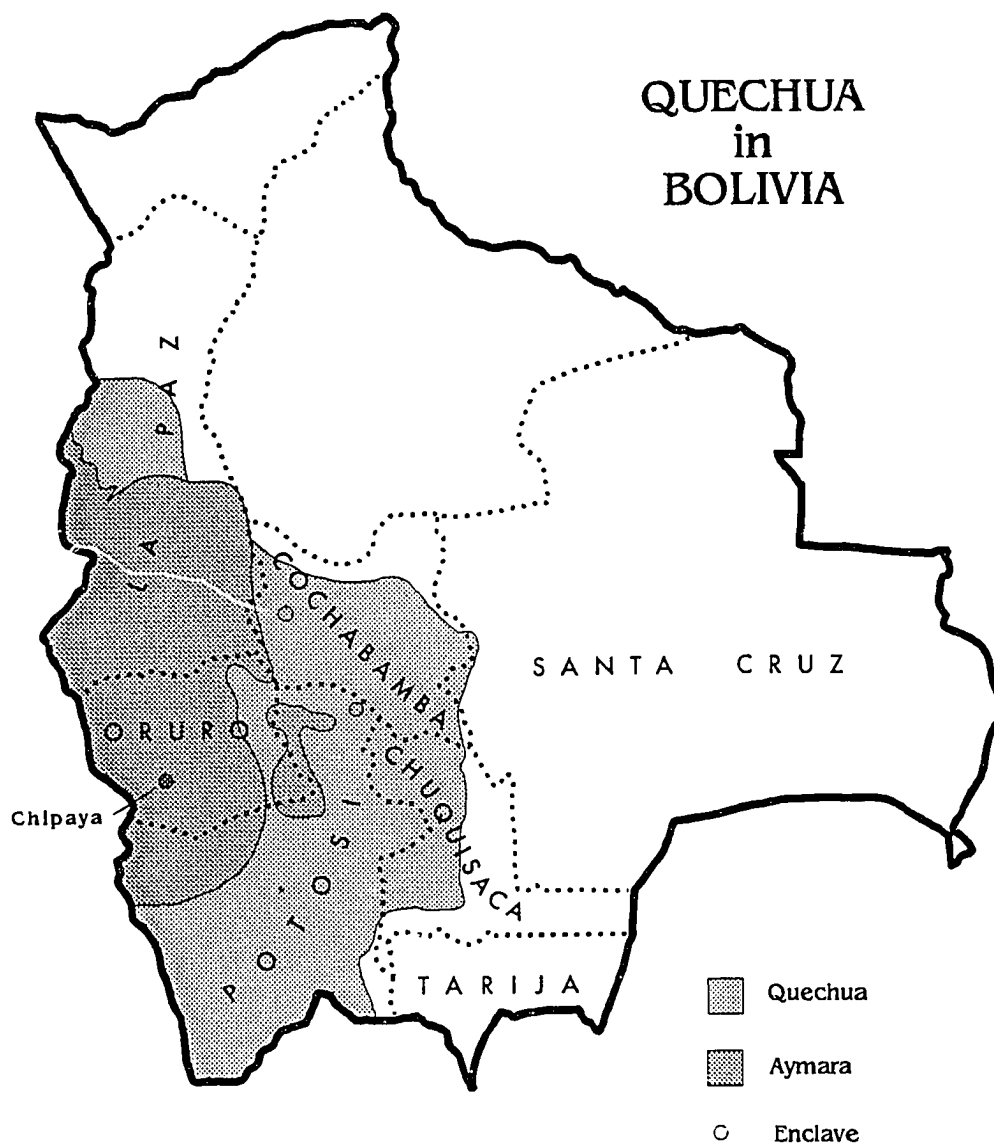 QUECHUA
in
BOLIVIA
LA PAZ
COCHABAMBA
SANTA CRUZ
ORURO
CHUQUISACA
Chipaya
POTOSI
TARIJA
Quechua
Aymara
Enclave